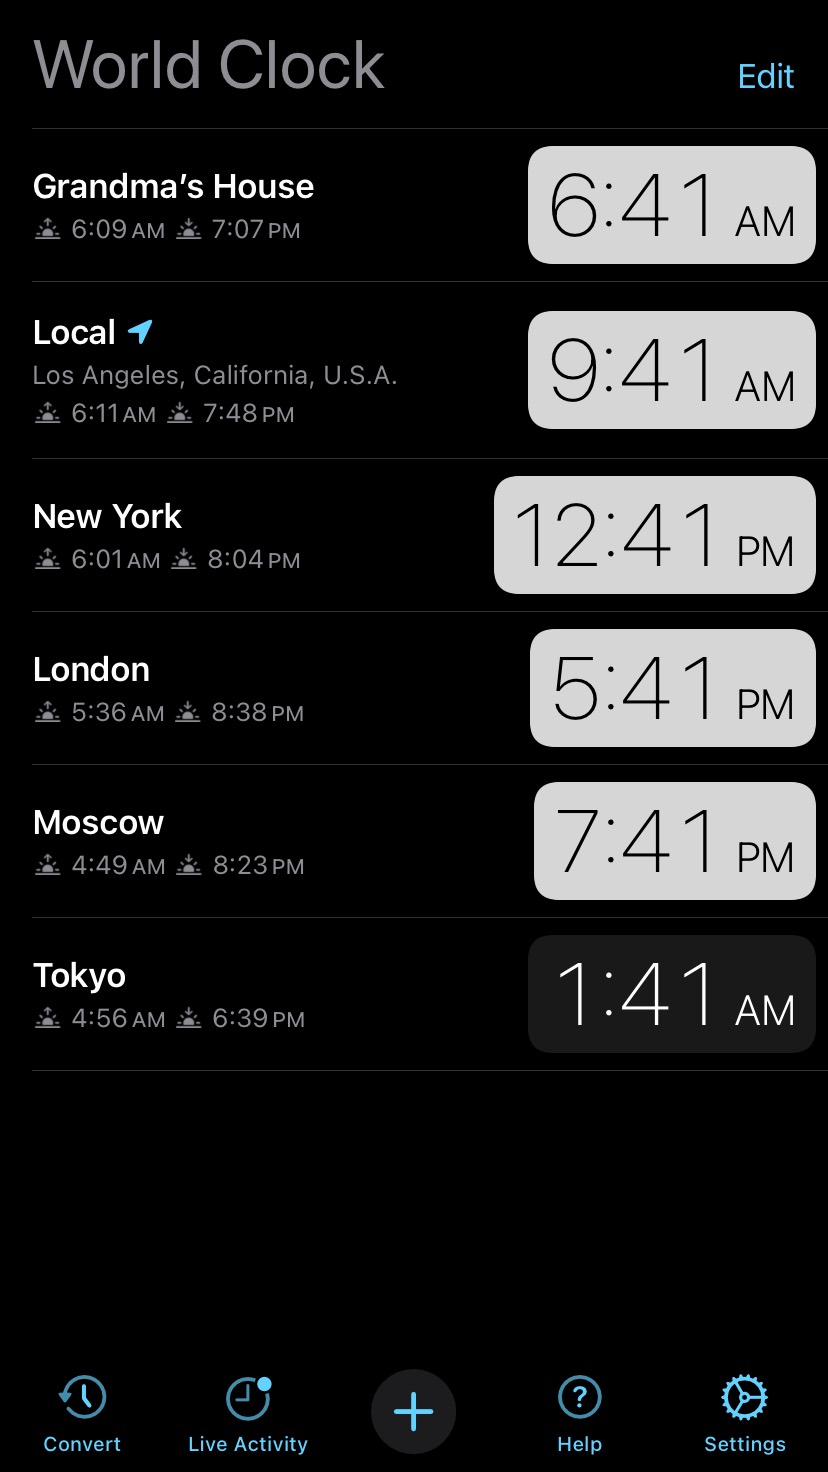 World Clock
Edit
Grandma's House
6:09 AM 7:07 PM
6:41 AM
Local
Los Angeles, California, U.S.A.
6:11 AM 7:48 PM
9:41 AM
New York
6:01 AM 8:04 PM
12:41 PM
London
5:36 AM 8:38 PM
5:41 PM
Moscow
4:49 AM 8:23 PM
7:41 PM
Tokyo
4:56 AM 6:39 PM
1:41 AM
Convert
Live Activity
?
Help
Settings